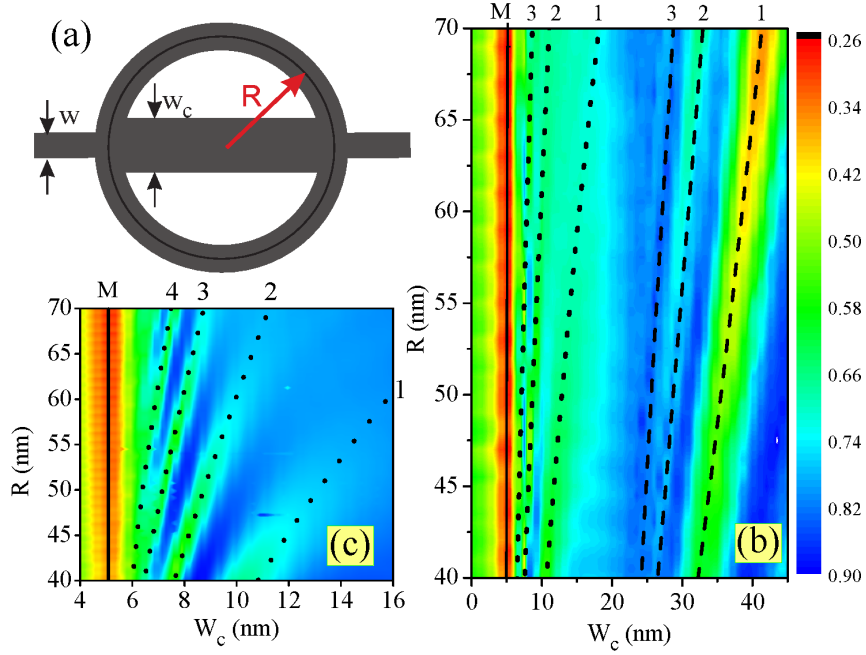 (a)
W
W_c
R
M 4 3 2
1
R (nm)
70
65
60
55
50
45
40
(c)
4 6 8 10 12 14 16
W_c (nm)
M 3 2 1 3 2 1
R (nm)
70
65
60
55
50
45
40
(b)
0 10 20 30 40
W_c (nm)
0.26
0.34
0.42
0.50
0.58
0.66
0.74
0.82
0.90